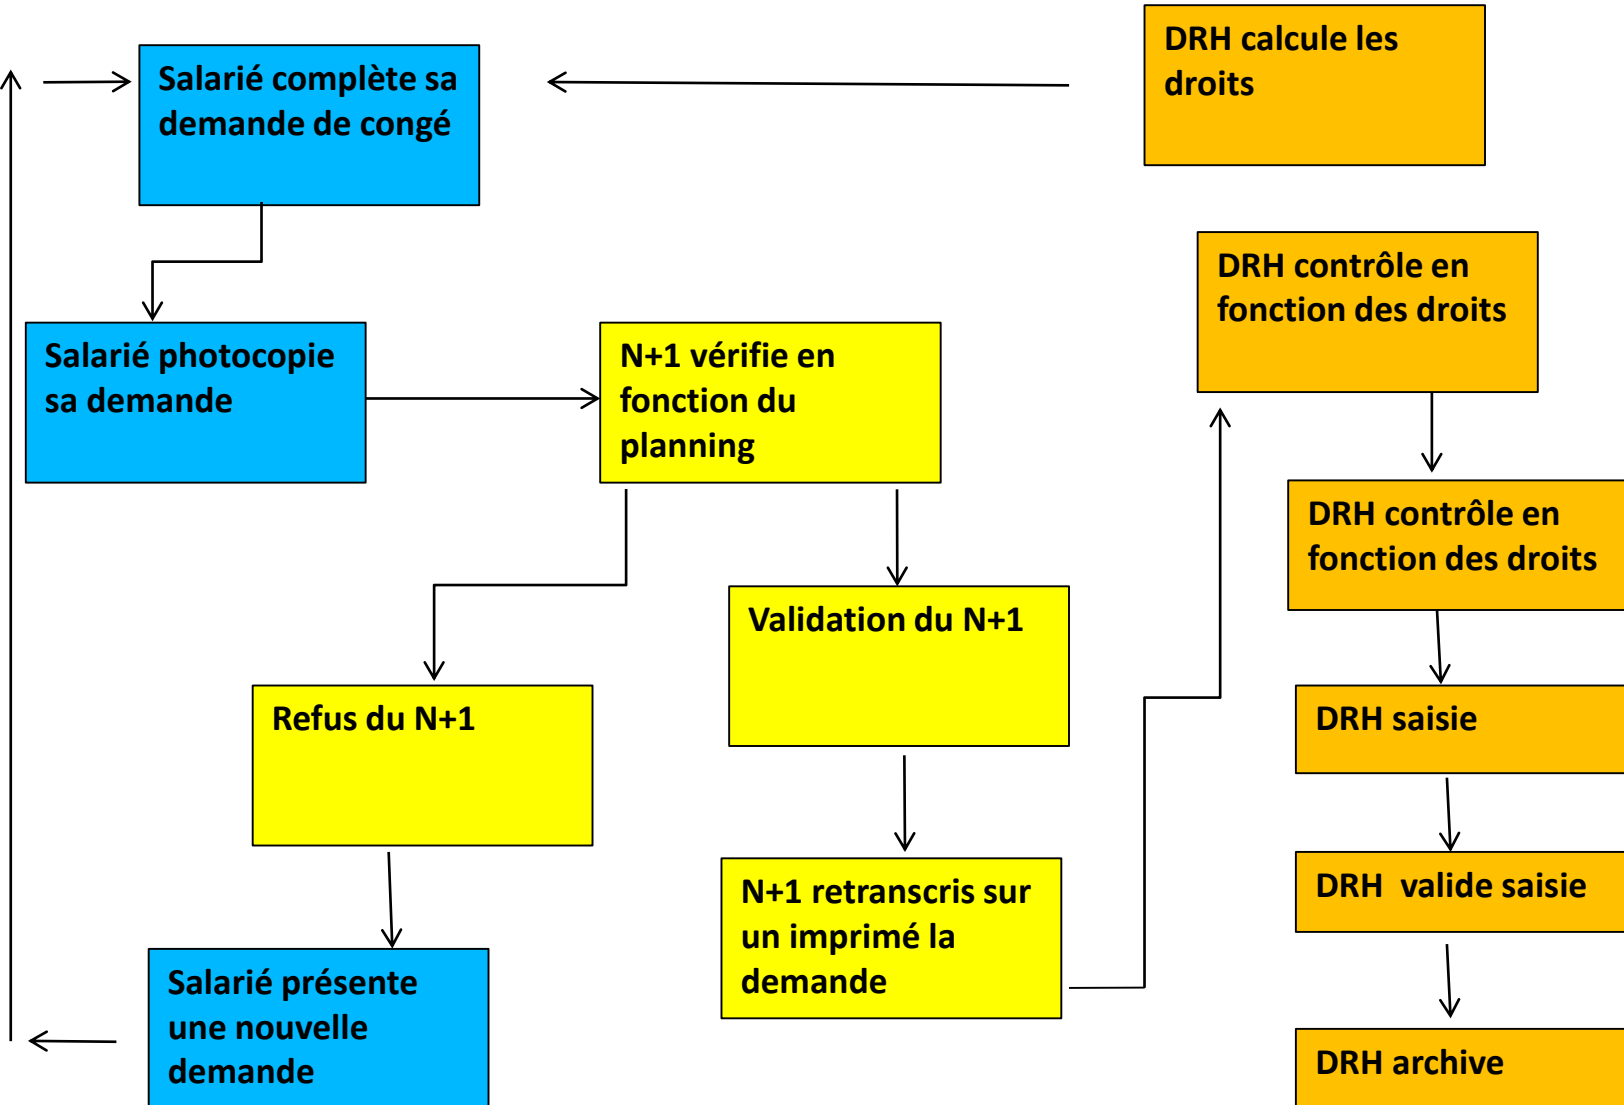 DRH calcule les
droits
Salarié complète sa
demande de congé
DRH contrôle en
fonction des droits
Salarié photocopie
sa demande
N+1 vérifie en
fonction du
planning
DRH contrôle en
fonction des droits
Validation du N+1
Refus du N+1
DRH saisie
N+1 retranscris sur
un imprimé la
demande
DRH  valide saisie
Salarié présente
une nouvelle
demande
DRH archive